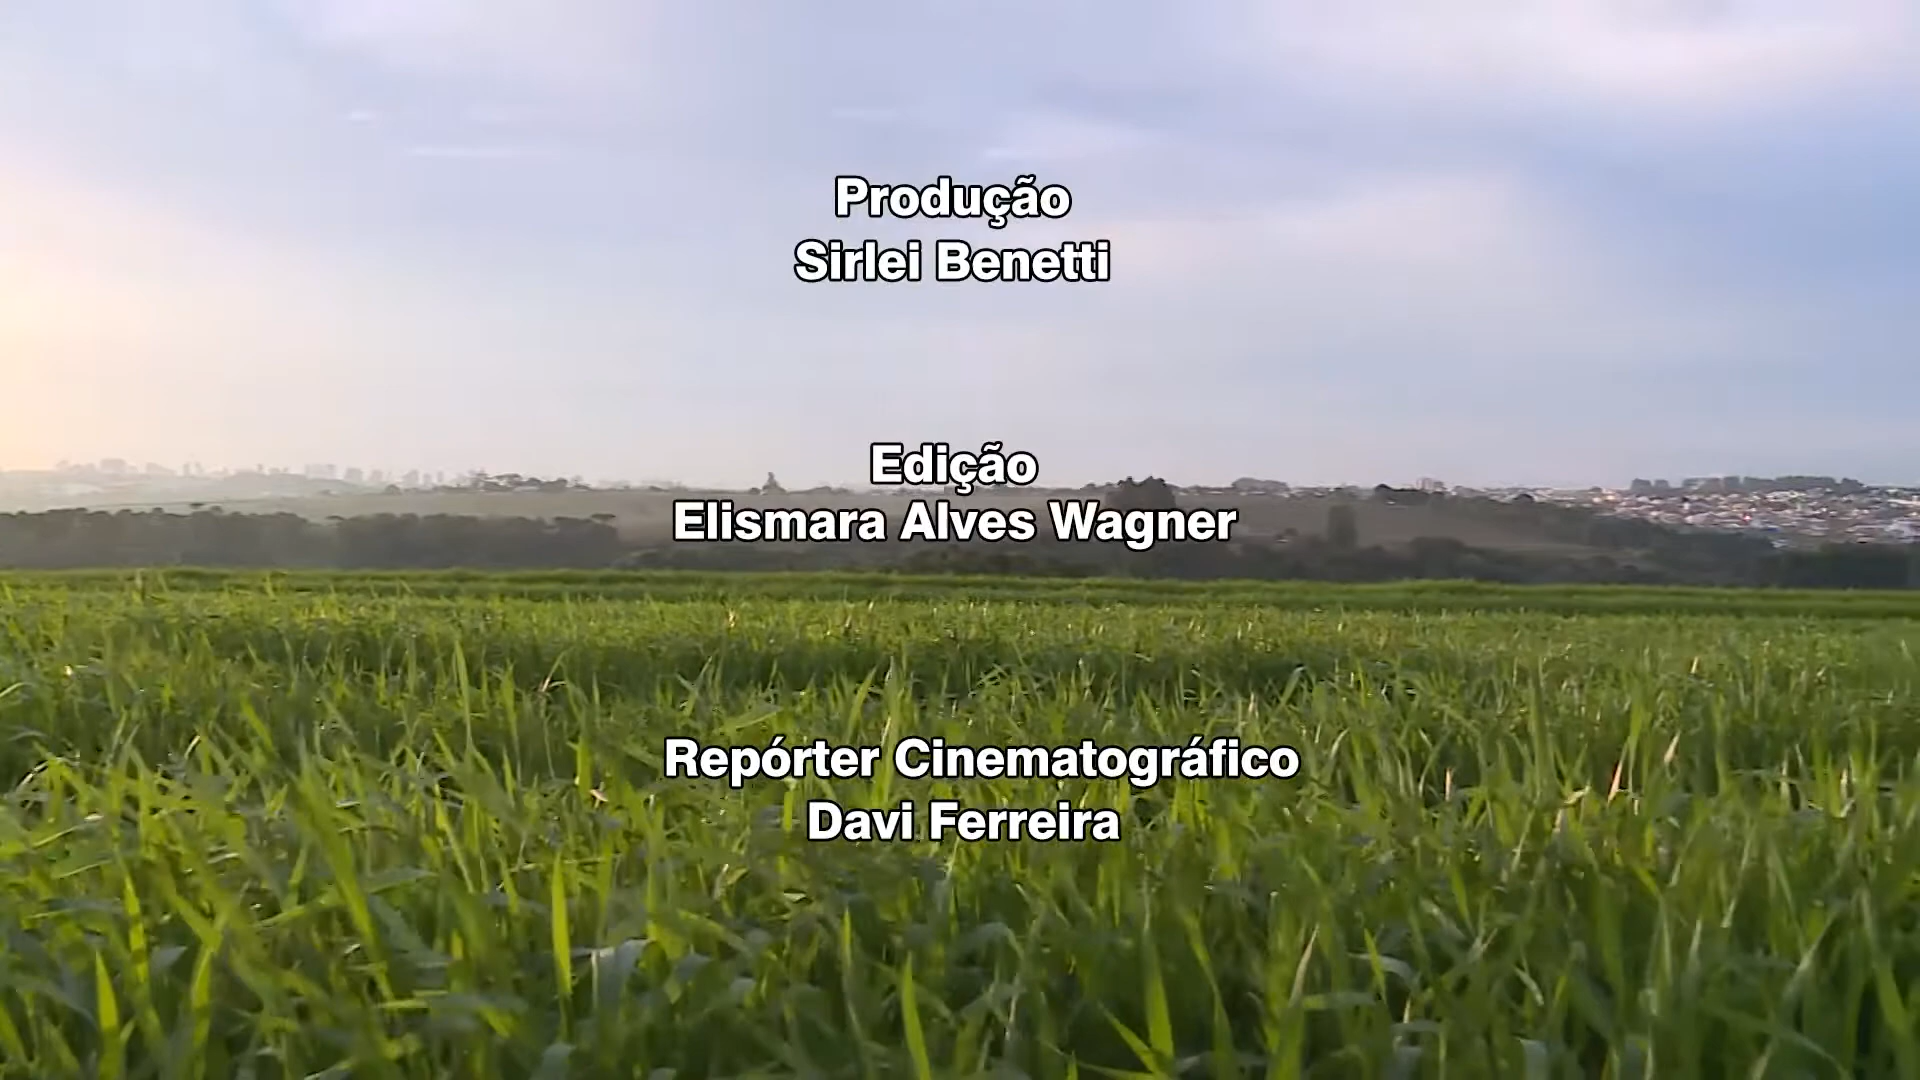 Produção
Sirlei Benetti
Edição
Elismara Alves Wagner
Repórter Cinematográfico
Davi Ferreira